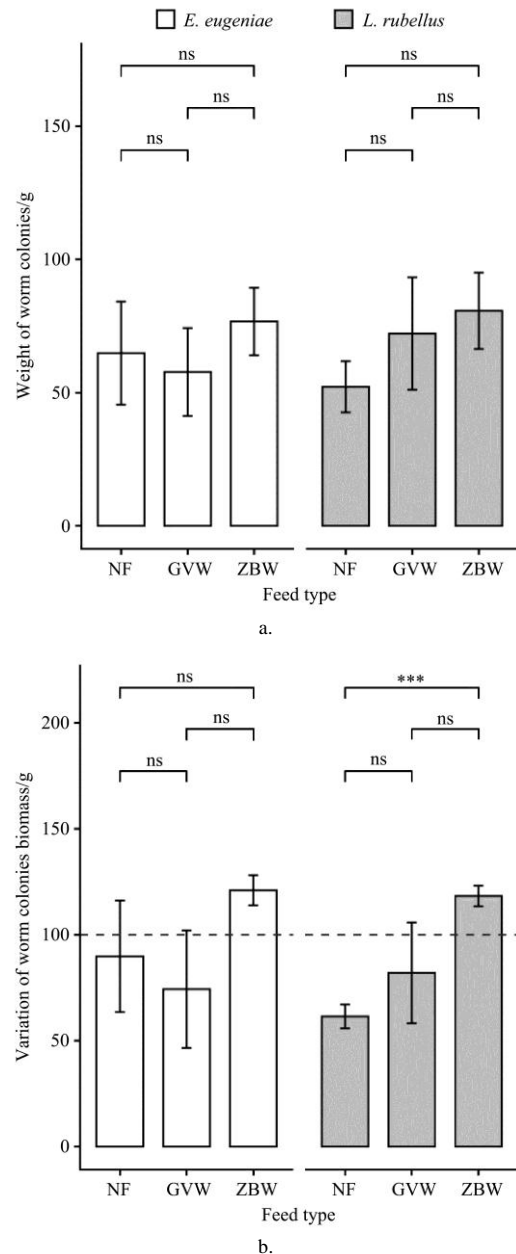 E. eugeniae L. rubellus
ns ns
ns ns
ns ns
150
100
50
0
Weight of worm colonies/g
NF GVW ZBW NF GVW ZBW
Feed type
a.
ns ***
ns ns
ns ns
200
150
100
50
0
Variation of worm colonies biomass/g
NF GVW ZBW NF GVW ZBW
Feed type
b.